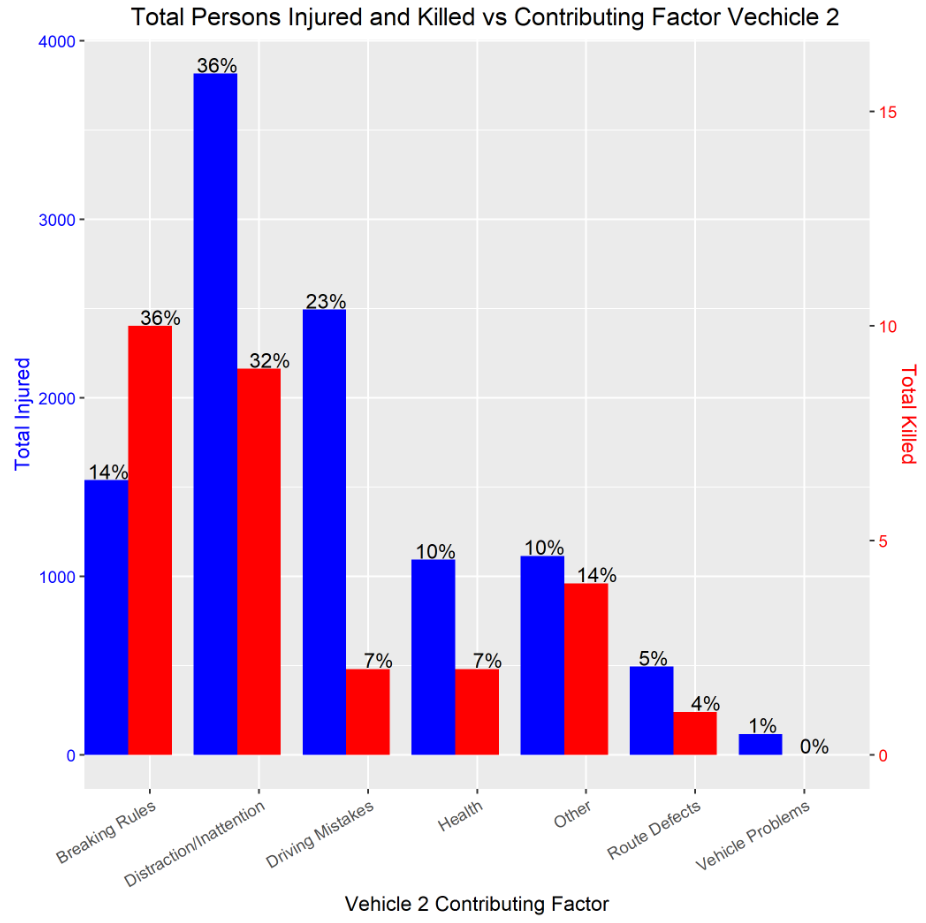 Total Persons Injured and Killed vs Contributing Factor Vechicle 2
4000
3000
2000
1000
0
Total Injured
15
10
5
0
Total Killed
14%
36%
36%
32%
23%
7%
10%
7%
10%
14%
5%
4%
1%
0%
Breaking Rules
Distraction/Inattention
Driving Mistakes
Health
Other
Route Defects
Vehicle Problems
Vehicle 2 Contributing Factor